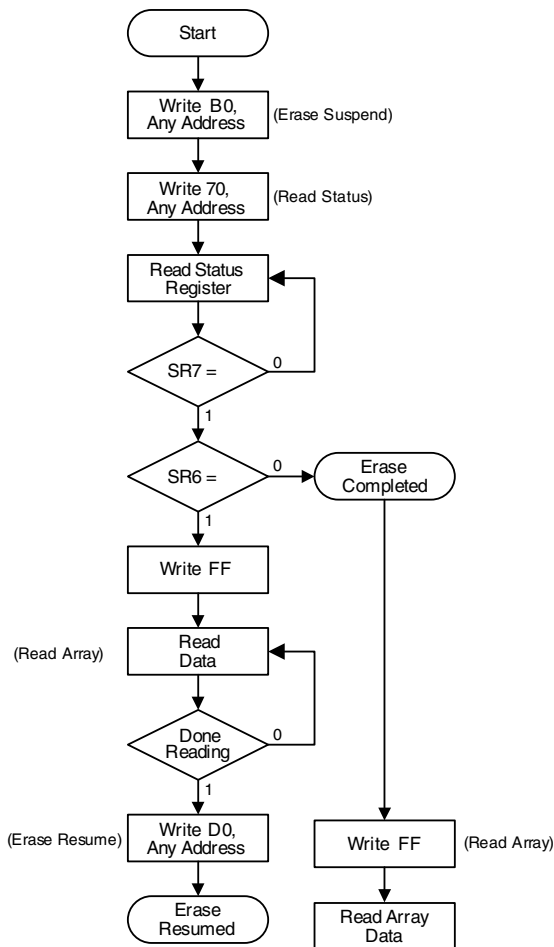 Start
Write B0,
Any Address
(Erase Suspend)
Write 70,
Any Address
(Read Status)
Read Status
Register
SR7 =
0
1
SR6 =
0
Erase
Completed
1
Write FF
(Read Array)
Read
Data
Done
Reading
0
1
(Erase Resume)
Write D0,
Any Address
Write FF
(Read Array)
Erase
Resumed
Read Array
Data